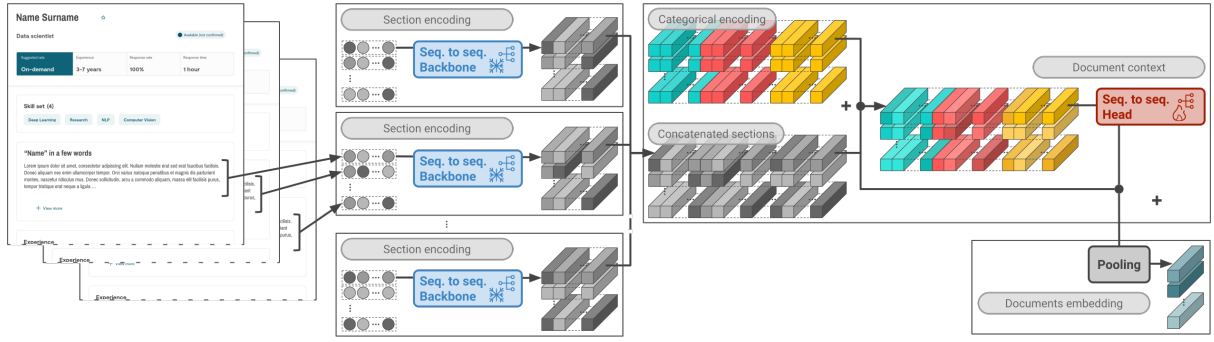 Name Surname
Data scientist
Available (not confirmed)
Suggested rate
Experience
Response rate
Response time
On-demand
3-7 years
100%
1 hour
Skill set (4)
Deep Learning
Research
NLP
Computer Vision
"Name" in a few words
Lorem ipsum dolor sit amet, consectetur adipiscing elit. Nullam molestie erat sed erat faucibus facilisis.
+ View more
Experience
Experience
Experience
Section encoding
Seq. to seq.
Backbone
Section encoding
Seq. to seq.
Backbone
Section encoding
Seq. to seq.
Backbone
Categorical encoding
Concatenated sections
+
Document context
Seq. to seq.
Head
+
Pooling
Documents embedding